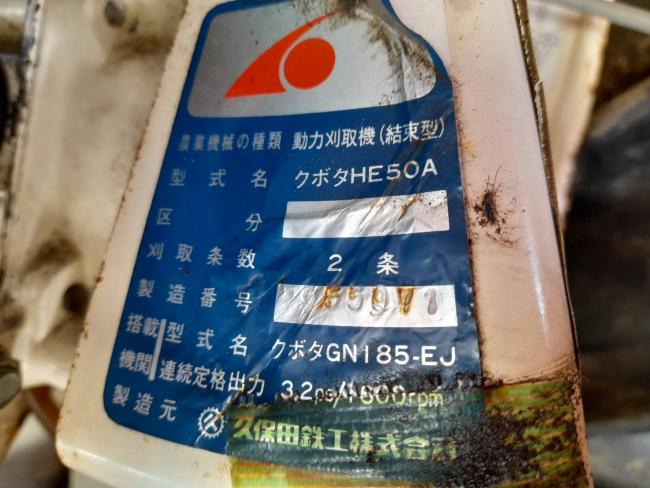 農業機械の種類 動力刈取機(結束型)
型式名 クボタHE50A
区分
刈取条数 2条
製造番号
搭載機関 型式名 クボタGN185-EJ
連続定格出力 3.2ps/1600rpm
製造元 久保田鉄工株式会社